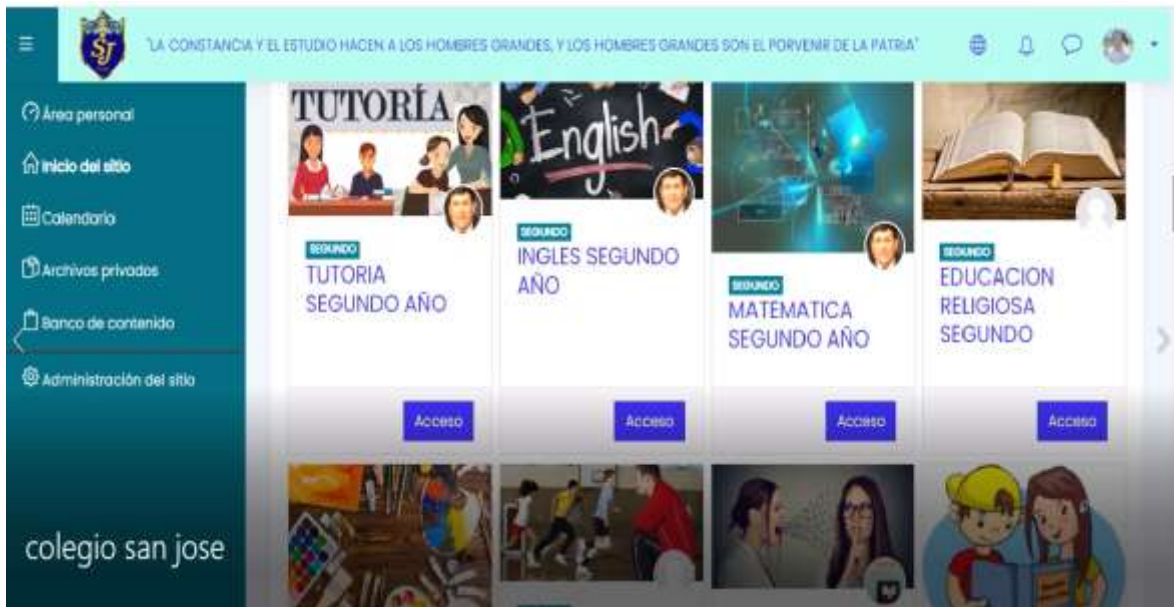 SJ
"LA CONSTANCIA Y EL ESTUDIO HACEN A LOS HOMBRES GRANDES, Y LOS HOMBRES GRANDES SON EL PORVENIR DE LA PATRIA"
Área personal
Inicio del sitio
Calendario
Archivos privados
Banco de contenido
Administración del sitio
TUTORÍA
English
SEGUNDO
TUTORIA
SEGUNDO AÑO
SEGUNDO
INGLES SEGUNDO
AÑO
SEGUNDO
MATEMATICA
SEGUNDO AÑO
SEGUNDO
EDUCACION
RELIGIOSA
SEGUNDO
Acceso
Acceso
Acceso
Acceso
colegio san jose